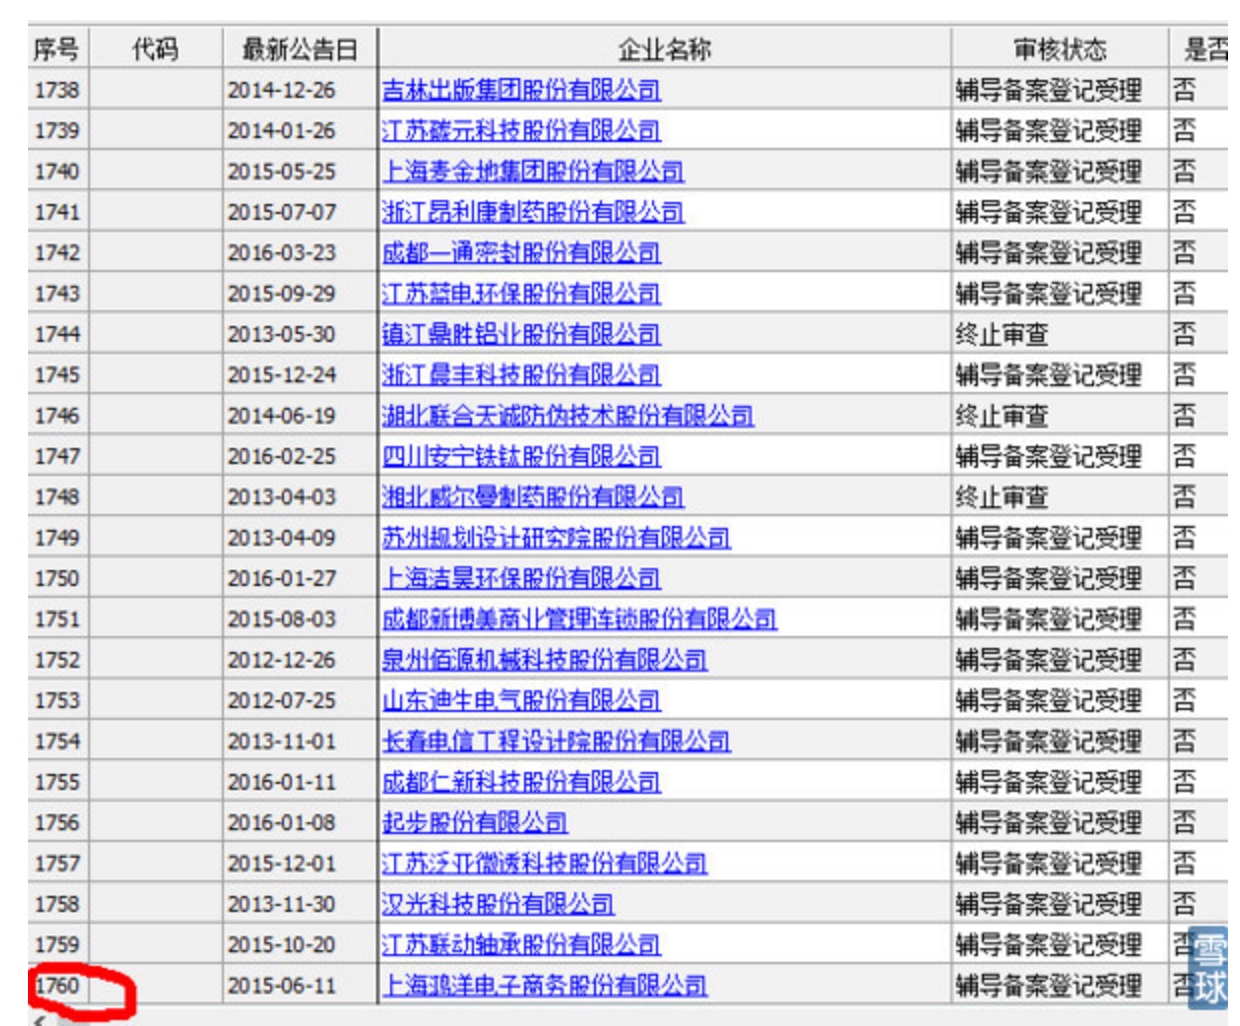 序号 代码 最新公告日 企业名称 审核状态 是否
1738 2014-12-26 吉林出版集团股份有限公司 辅导备案登记受理 否
1739 2014-01-26 江苏碳元科技股份有限公司 辅导备案登记受理 否
1740 2015-05-25 上海麦金地集团股份有限公司 辅导备案登记受理 否
1741 2015-07-07 浙江昂利康制药股份有限公司 辅导备案登记受理 否
1742 2016-03-23 成都一通密封股份有限公司 辅导备案登记受理 否
1743 2015-09-29 江苏蓝电环保股份有限公司 辅导备案登记受理 否
1744 2013-05-30 镇江鼎胜铝业股份有限公司 终止审查 否
1745 2015-12-24 浙江晨丰科技股份有限公司 辅导备案登记受理 否
1746 2014-06-19 湖北联合天诚防伪技术股份有限公司 终止审查 否
1747 2016-02-25 四川安宁铁钛股份有限公司 辅导备案登记受理 否
1748 2013-04-03 湘北威尔曼制药股份有限公司 终止审查 否
1749 2013-04-09 苏州规划设计研究院股份有限公司 辅导备案登记受理 否
1750 2016-01-27 上海洁昊环保股份有限公司 辅导备案登记受理 否
1751 2015-08-03 成都新博美商业管理连锁股份有限公司 辅导备案登记受理 否
1752 2012-12-26 泉州佰源机械科技股份有限公司 辅导备案登记受理 否
1753 2012-07-25 山东迪生电气股份有限公司 辅导备案登记受理 否
1754 2013-11-01 长春电信工程设计院股份有限公司 辅导备案登记受理 否
1755 2016-01-11 成都仁新科技股份有限公司 辅导备案登记受理 否
1756 2016-01-08 起步股份有限公司 辅导备案登记受理 否
1757 2015-12-01 江苏泛亚微透科技股份有限公司 辅导备案登记受理 否
1758 2013-11-30 汉光科技股份有限公司 辅导备案登记受理 否
1759 2015-10-20 江苏联动轴承股份有限公司 辅导备案登记受理 否
1760 2015-06-11 上海鸿洋电子商务股份有限公司 辅导备案登记受理 否
雪球